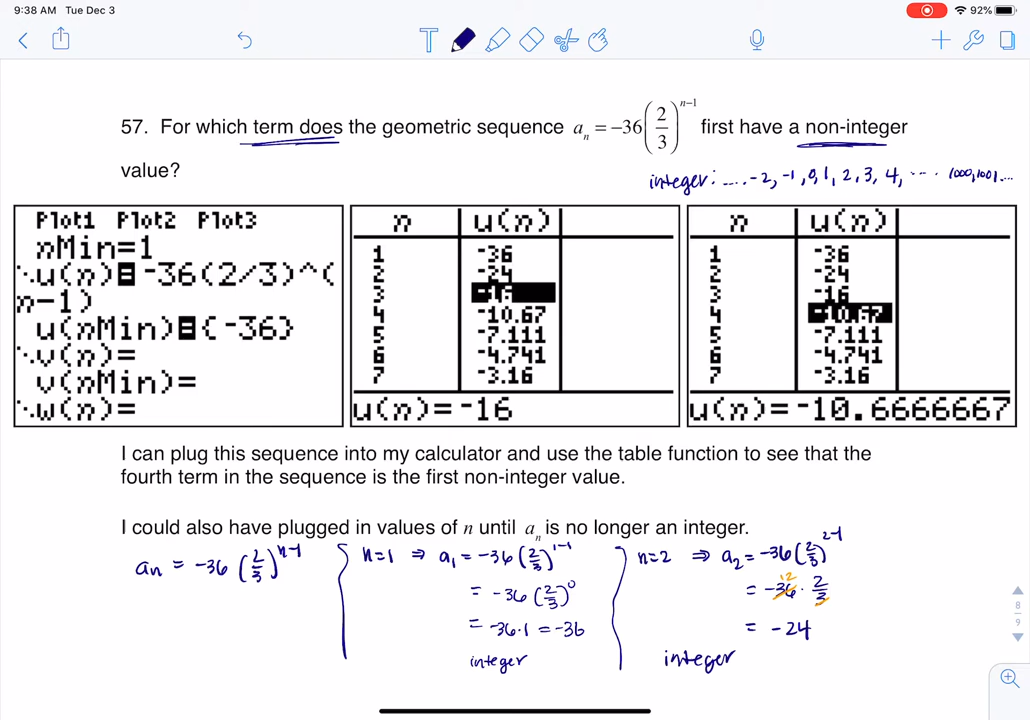 9:38 AM Tue Dec 3
92%
57. For which term does the geometric sequence aₙ = −36(2/3)ⁿ⁻¹ first have a non-integer
value?
integer: ....-2, -1, 0, 1, 2, 3, 4, ... 1000, 1001, ...
Plot1 Plot2 Plot3
nMin=1
u(n)=-36(2/3)^(
n-1)
u(nMin)={-36}
v(n)=
v(nMin)=
w(n)=
n u(n)
1 -36
2 -24
3
4 -10.67
5 -7.111
6 -4.741
7 -3.16
u(n)=-16
n u(n)
1 -36
2 -24
3 -16
4
5 -7.111
6 -4.741
7 -3.16
u(n)=-10.6666667
I can plug this sequence into my calculator and use the table function to see that the
fourth term in the sequence is the first non-integer value.
I could also have plugged in values of n until aₙ is no longer an integer.
an = -36 (2/3)ⁿ⁻¹
n=1 ⇒ a₁ = -36(2/3)¹⁻¹
= -36(2/3)⁰
= -36·1 = -36
integer
n=2 ⇒ a₂ = -36(2/3)²⁻¹
12
= -36 · 2/3
= -24
integer
8
9